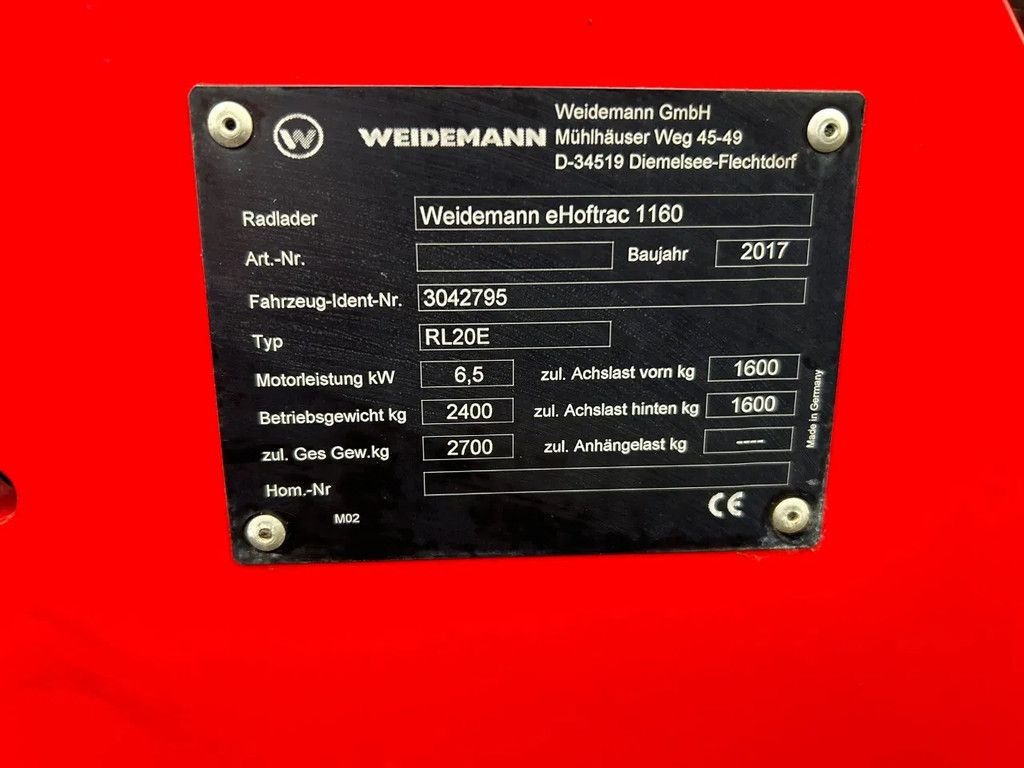 W WEIDEMANN
Weidemann GmbH
Mühlhäuser Weg 45-49
D-34519 Diemelsee-Flechtdorf
Radlader Weidemann eHoftrac 1160
Art.-Nr. Baujahr 2017
Fahrzeug-Ident-Nr. 3042795
Typ RL20E
Motorleistung kW 6,5 zul. Achslast vorn kg 1600
Betriebsgewicht kg 2400 zul. Achslast hinten kg 1600
zul. Ges Gew.kg 2700 zul. Anhängelast kg ----
Hom.-Nr
M02 CE
Made in Germany